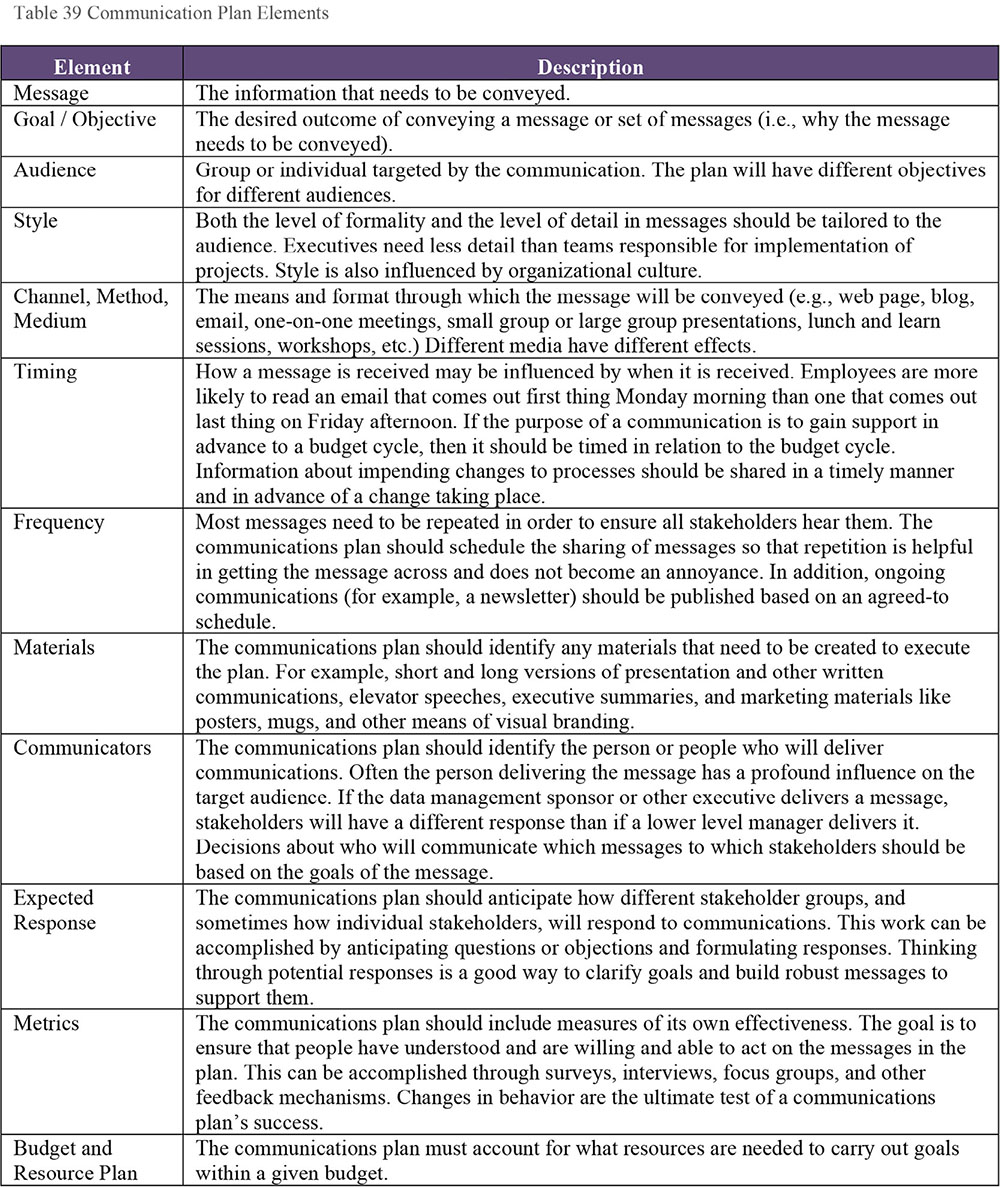 Table 39 Communication Plan Elements
Element Description
Message The information that needs to be conveyed.
Goal / Objective The desired outcome of conveying a message or set of messages (i.e., why the message
needs to be conveyed).
Audience Group or individual targeted by the communication. The plan will have different objectives
for different audiences.
Style Both the level of formality and the level of detail in messages should be tailored to the
audience. Executives need less detail than teams responsible for implementation of
projects. Style is also influenced by organizational culture.
Channel, Method, The means and format through which the message will be conveyed (e.g., web page, blog,
Medium email, one-on-one meetings, small group or large group presentations, lunch and learn
sessions, workshops, etc.) Different media have different effects.
Timing How a message is received may be influenced by when it is received. Employees are more
likely to read an email that comes out first thing Monday morning than one that comes out
last thing on Friday afternoon. If the purpose of a communication is to gain support in
advance to a budget cycle, then it should be timed in relation to the budget cycle.
Information about impending changes to processes should be shared in a timely manner
and in advance of a change taking place.
Frequency Most messages need to be repeated in order to ensure all stakeholders hear them. The
communications plan should schedule the sharing of messages so that repetition is helpful
in getting the message across and does not become an annoyance. In addition, ongoing
communications (for example, a newsletter) should be published based on an agreed-to
schedule.
Materials The communications plan should identify any materials that need to be created to execute
the plan. For example, short and long versions of presentation and other written
communications, elevator speeches, executive summaries, and marketing materials like
posters, mugs, and other means of visual branding.
Communicators The communications plan should identify the person or people who will deliver
communications. Often the person delivering the message has a profound influence on the
target audience. If the data management sponsor or other executive delivers a message,
stakeholders will have a different response than if a lower level manager delivers it.
Decisions about who will communicate which messages to which stakeholders should be
based on the goals of the message.
Expected The communications plan should anticipate how different stakeholder groups, and
Response sometimes how individual stakeholders, will respond to communications. This work can be
accomplished by anticipating questions or objections and formulating responses. Thinking
through potential responses is a good way to clarify goals and build robust messages to
support them.
Metrics The communications plan should include measures of its own effectiveness. The goal is to
ensure that people have understood and are willing and able to act on the messages in the
plan. This can be accomplished through surveys, interviews, focus groups, and other
feedback mechanisms. Changes in behavior are the ultimate test of a communications
plan’s success.
Budget and The communications plan must account for what resources are needed to carry out goals
Resource Plan within a given budget.